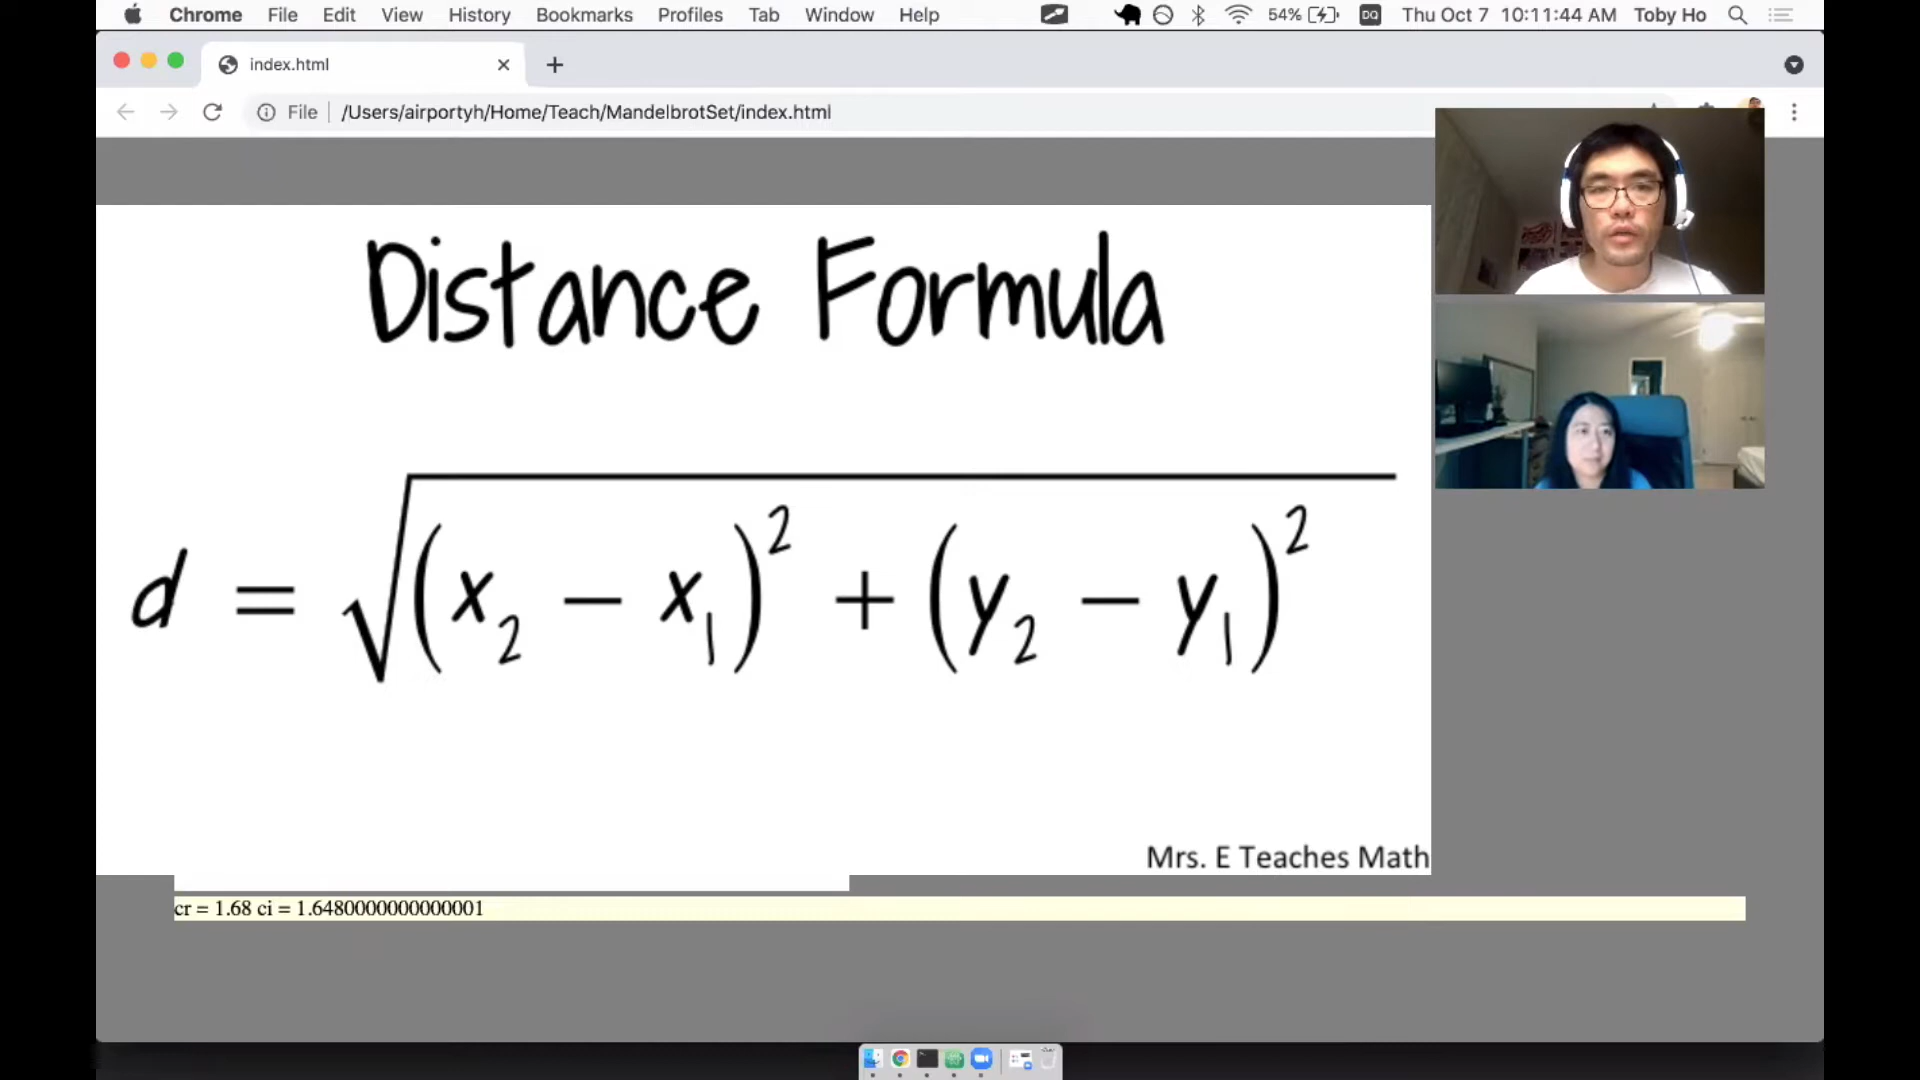 Chrome File Edit View History Bookmarks Profiles Tab Window Help 54% DQ Thu Oct 7 10:11:44 AM Toby Ho
index.html
File /Users/airportyh/Home/Teach/MandelbrotSet/index.html
Distance Formula
d = √(x₂ − x₁)² + (y₂ − y₁)²
Mrs. E Teaches Math
cr = 1.68 ci = 1.6480000000000001